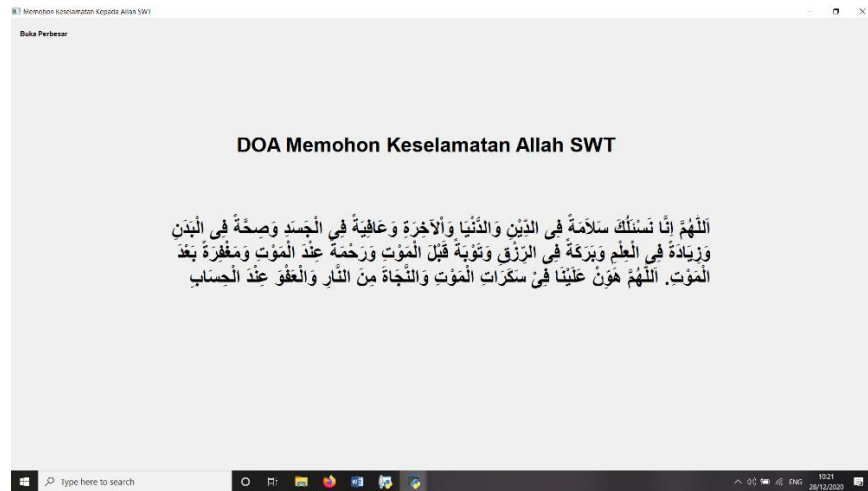 Memohon Keselamatan Kepada Allah SWT
Buka Perbesar
DOA Memohon Keselamatan Allah SWT
اَللّٰهُمَّ اِنَّا نَسْئَلُكَ سَلاَمَةً فِى الدِّيْنِ وَالدُّنْيَا وَاْلآخِرَةِ وَعَافِيَةً فِى الْجَسَدِ وَصِحَّةً فِى الْبَدَنِ
وَزِيَادَةً فِى الْعِلْمِ وَبَرَكَةً فِى الرِّزْقِ وَتَوْبَةً قَبْلَ الْمَوْتِ وَرَحْمَةً عِنْدَ الْمَوْتِ وَمَغْفِرَةً بَعْدَ
الْمَوْتِ. اَللّٰهُمَّ هَوِّنْ عَلَيْنَا فِىْ سَكَرَاتِ الْمَوْتِ وَالنَّجَاةَ مِنَ النَّارِ وَالْعَفْوَ عِنْدَ الْحِسَابِ
Type here to search
ENG
10:21
28/12/2020